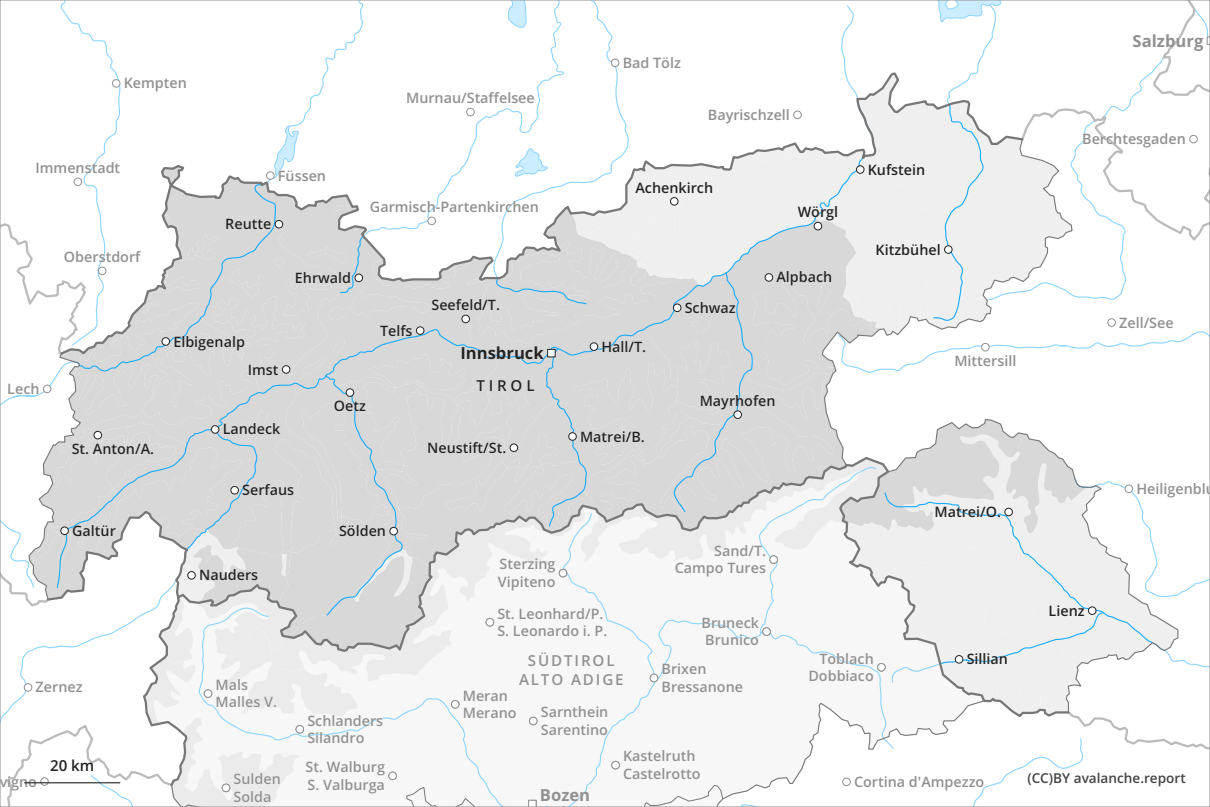 Salzburg
Bad Tölz
Kempten
Murnau/Staffelsee
Bayrischzell
Berchtesgaden
Immenstadt
Füssen
Kufstein
Achenkirch
Garmisch-Partenkirchen
Wörgl
Reutte
Kitzbühel
Oberstdorf
Ehrwald
Alpbach
Seefeld/T.
Schwaz
Zell/See
Telfs
Elbigenalp
Innsbruck
Hall/T.
Mittersill
Imst
TIROL
Lech
Oetz
Mayrhofen
Landeck
Matrei/B.
St. Anton/A.
Neustift/St.
Serfaus
Heiligenblu
Matrei/O.
Galtür
Sölden
Sand/T.
Campo Tures
Sterzing
Vipiteno
Nauders
Lienz
St. Leonhard/P.
S. Leonardo i. P.
Bruneck
Brunico
SÜDTIROL
ALTO ADIGE
Toblach
Dobbiaco
Sillian
Brixen
Bressanone
Zernez
Mals
Malles V.
Meran
Merano
Sarnthein
Sarentino
Schlanders
Silandro
Kastelruth
Castelrotto
20 km
St. Walburg
S. Valburga
vigno
Sulden
Solda
Cortina d'Ampezzo
(CC)BY avalanche.report
Bozen